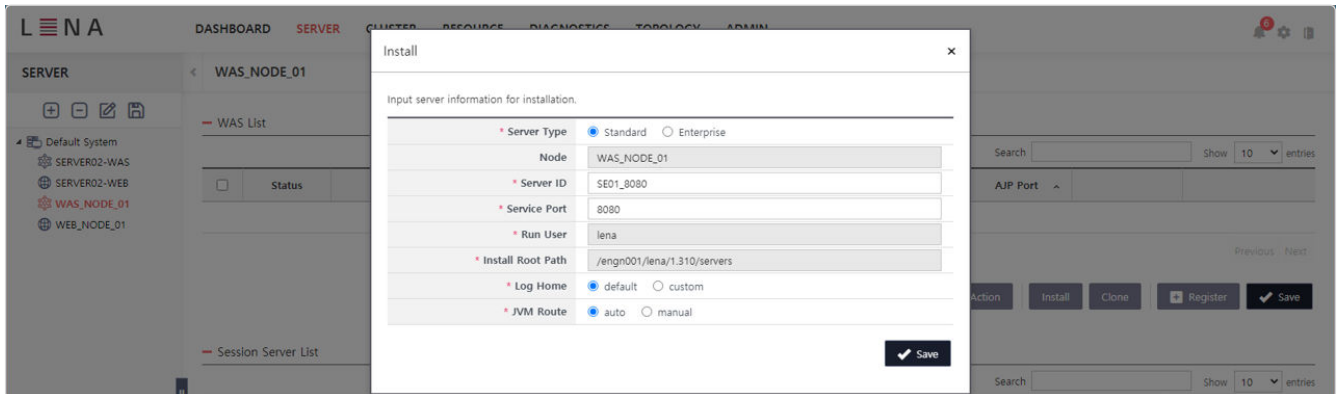 LENA
DASHBOARD SERVER CLUSTER RESOURCE DIAGNOSTICS TOPOLOGY ADMIN
6
SERVER
WAS_NODE_01
Default System
SERVER02-WAS
SERVER02-WEB
WAS_NODE_01
WEB_NODE_01
WAS List
Search
Show 10 entries
Status
AJP Port
Previous Next
Action Install Clone Register Save
Session Server List
Search
Show 10 entries
Install
Input server information for installation.
* Server Type Standard Enterprise
Node WAS_NODE_01
* Server ID SE01_8080
* Service Port 8080
* Run User lena
* Install Root Path /engn001/lena/1.310/servers
* Log Home default custom
* JVM Route auto manual
Save